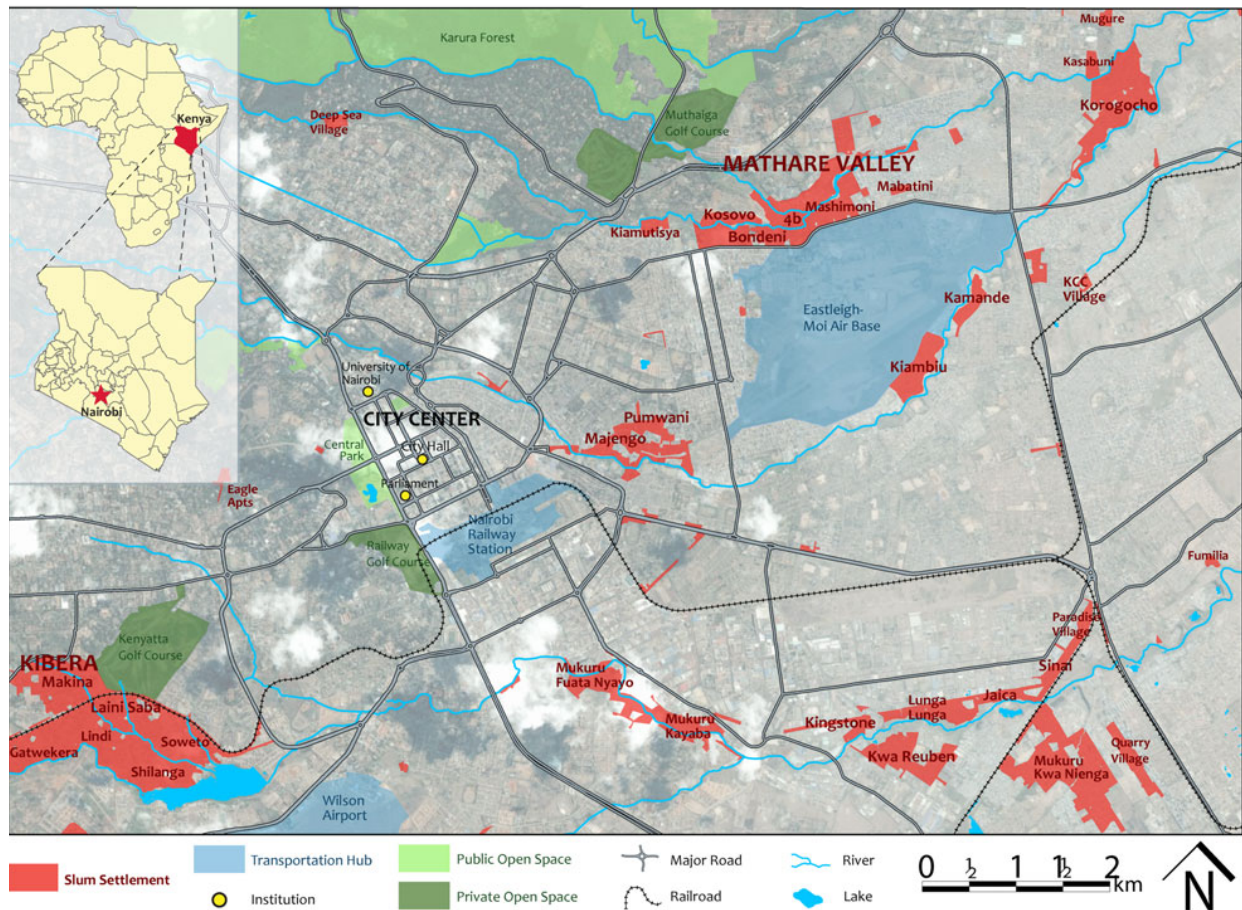 Karura Forest
Mugure
Kasabuni
Korogocho
Kenya
Deep Sea
Village
Muthaiga
Golf Course
MATHARE VALLEY
Mabatini
Mashimoni
Kosovo
4b
Kiamutisya
Bondeni
KCC
Village
Kamande
Eastleigh-
Moi Air Base
Kiambiu
University of
Nairobi
Nairobi
CITY CENTER
Pumwani
Majengo
Central
Park
City Hall
Parliament
Eagle
Apts
Nairobi
Railway
Station
Railway
Golf Course
Fumilia
Paradise
Village
Kenyatta
Golf Course
KIBERA
Makina
Laini Saba
Lindi
Soweto
Gatwekera
Shilanga
Mukuru
Fuata Nyayo
Mukuru
Kayaba
Sinai
Jaica
Lunga
Lunga
Kingstone
Kwa Reuben
Mukuru
Kwa Nienga
Quarry
Village
Wilson
Airport
Slum Settlement
Transportation Hub
Institution
Public Open Space
Private Open Space
Major Road
Railroad
River
Lake
0 ½ 1 1½ 2
km
N